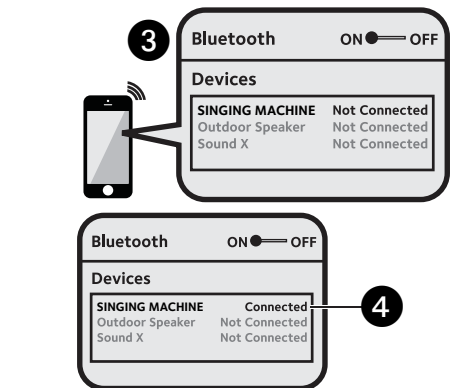 3
Bluetooth ON OFF
Devices
SINGING MACHINE Not Connected
Outdoor Speaker Not Connected
Sound X Not Connected
Bluetooth ON OFF
Devices
SINGING MACHINE Connected
Outdoor Speaker Not Connected
Sound X Not Connected
4